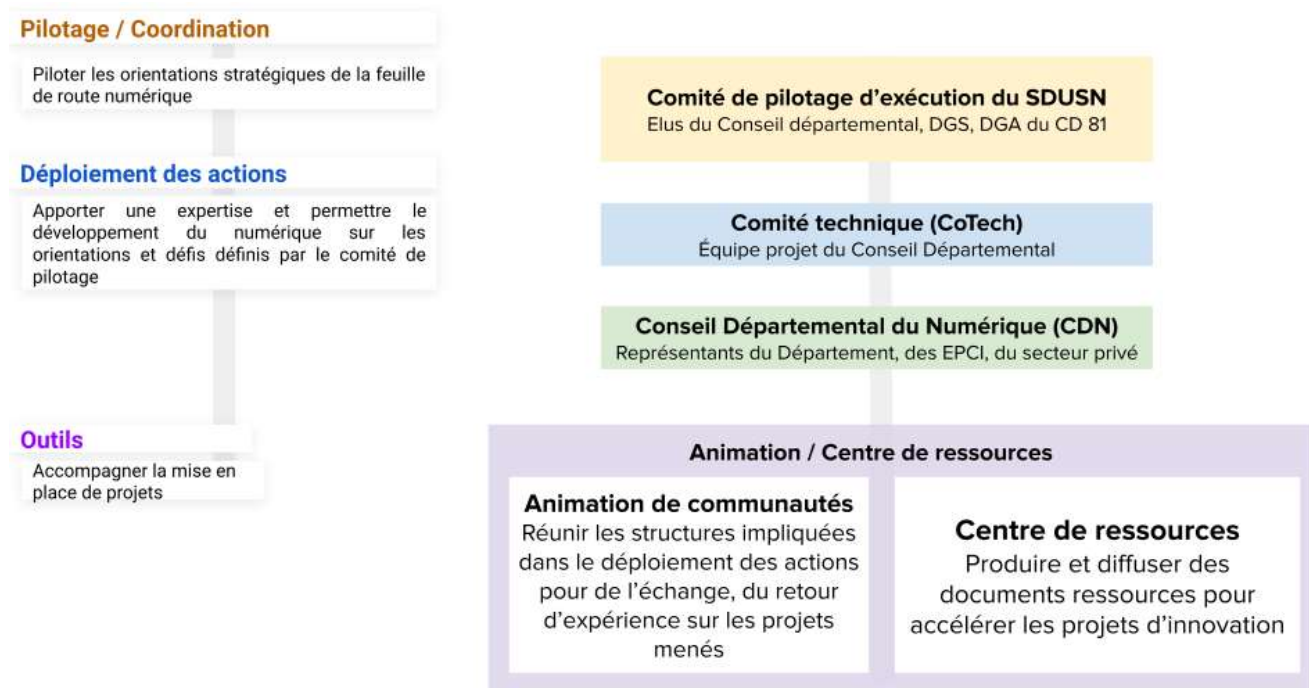 Pilotage / Coordination
Piloter les orientations stratégiques de la feuille
de route numérique
Déploiement des actions
Apporter une expertise et permettre le
développement du numérique sur les
orientations et défis définis par le comité de
pilotage
Outils
Accompagner la mise en
place de projets
Comité de pilotage d’exécution du SDUSN
Elus du Conseil départemental, DGS, DGA du CD 81
Comité technique (CoTech)
Équipe projet du Conseil Départemental
Conseil Départemental du Numérique (CDN)
Représentants du Département, des EPCI, du secteur privé
Animation / Centre de ressources
Animation de communautés
Réunir les structures impliquées
dans le déploiement des actions
pour de l’échange, du retour
d’expérience sur les projets
menés
Centre de ressources
Produire et diffuser des
documents ressources pour
accélérer les projets d’innovation